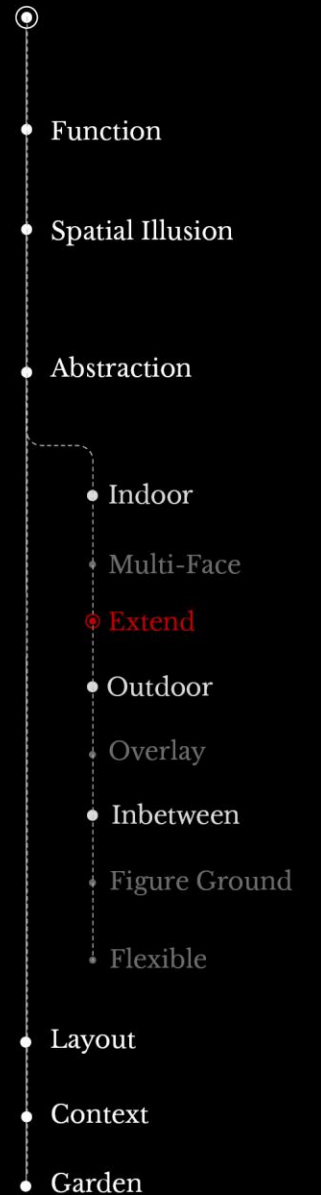 Function
Spatial Illusion
Abstraction
Indoor
Multi-Face
Extend
Outdoor
Overlay
Inbetween
Figure Ground
Flexible
Layout
Context
Garden